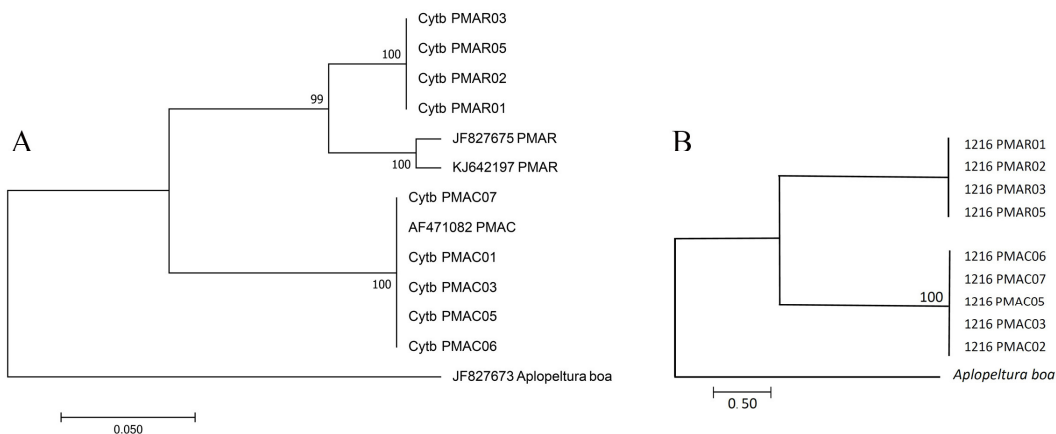 A
Cytb PMAR03
Cytb PMAR05
100
Cytb PMAR02
Cytb PMAR01
99
JF827675 PMAR
KJ642197 PMAR
100
Cytb PMAC07
AF471082 PMAC
Cytb PMAC01
Cytb PMAC03
100
Cytb PMAC05
Cytb PMAC06
JF827673 Aplopeltura boa
0.050
B
1216 PMAR01
1216 PMAR02
1216 PMAR03
1216 PMAR05
1216 PMAC06
1216 PMAC07
100
1216 PMAC05
1216 PMAC03
1216 PMAC02
Aplopeltura boa
0.50